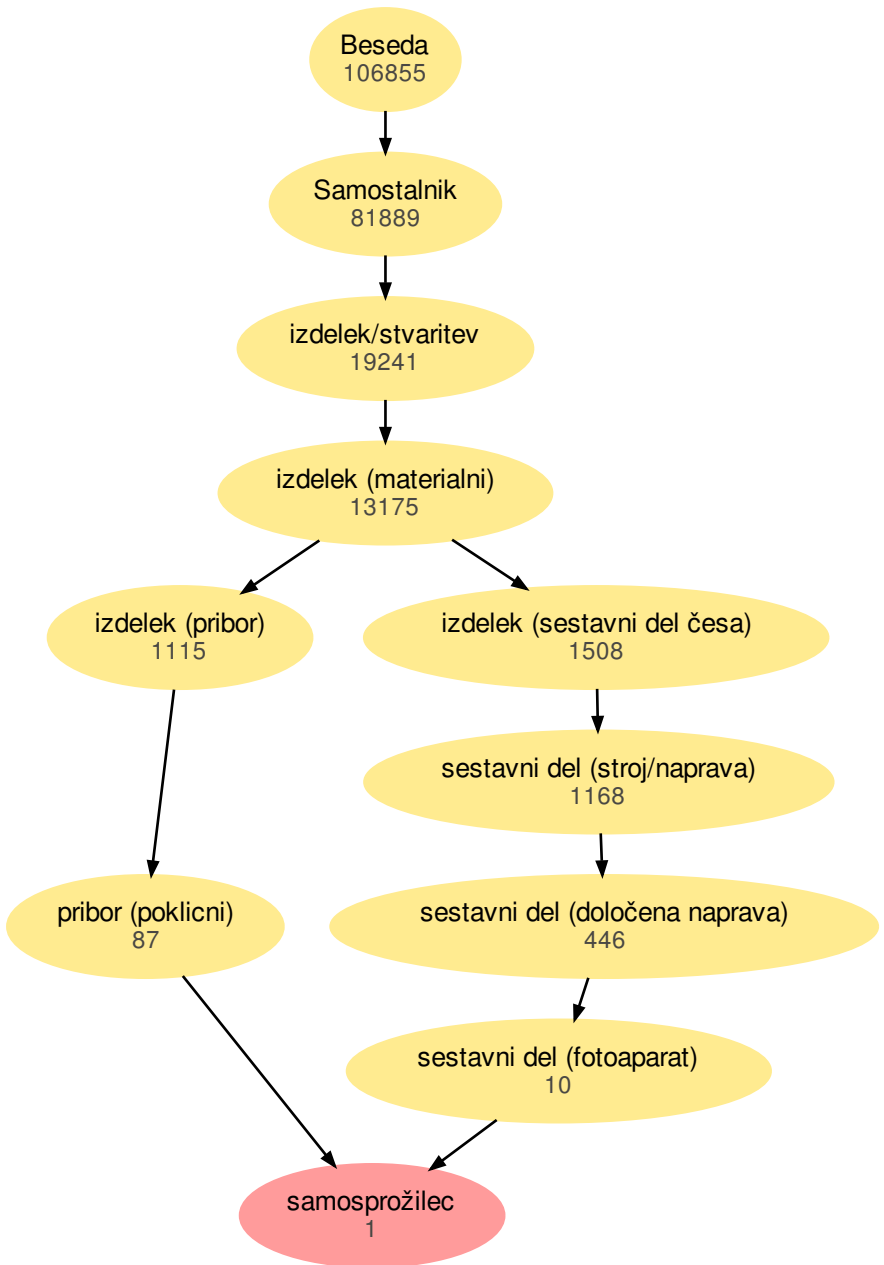 Beseda
106855
Samostalnik
81889
izdelek/stvaritev
19241
izdelek (materialni)
13175
izdelek (pribor)
1115
izdelek (sestavni del česa)
1508
sestavni del (stroj/naprava)
1168
pribor (poklicni)
87
sestavni del (določena naprava)
446
sestavni del (fotoaparat)
10
samosprožilec
1